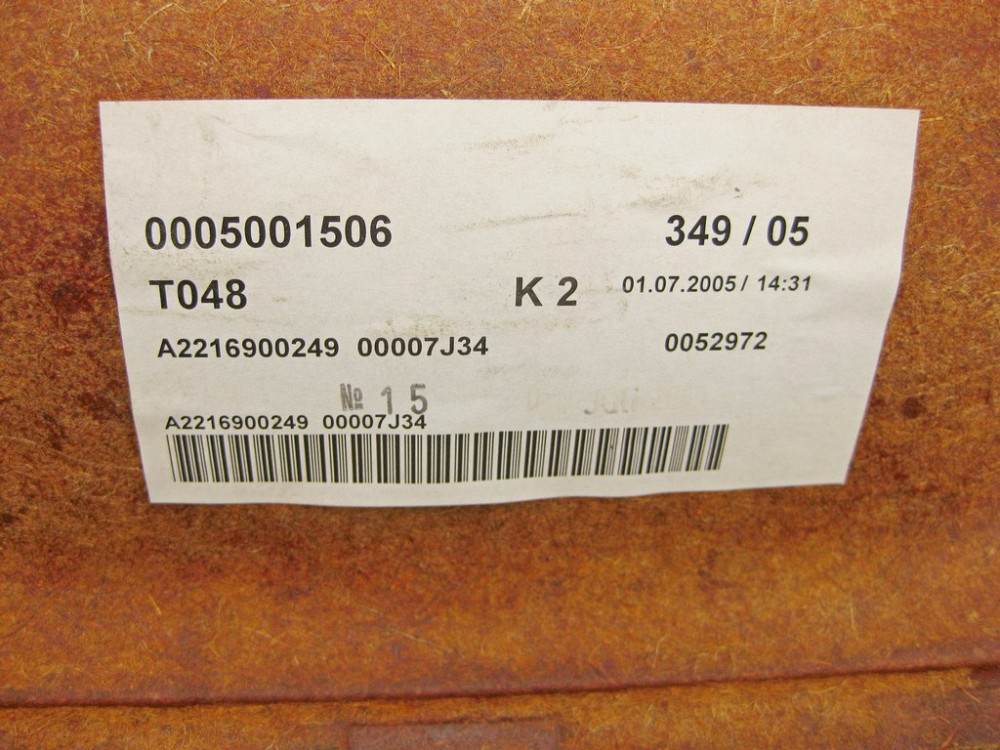 0005001506 349 / 05
T048 K 2 01.07.2005 / 14:31
A2216900249 00007J34 0052972
№ 15
A2216900249 00007J34